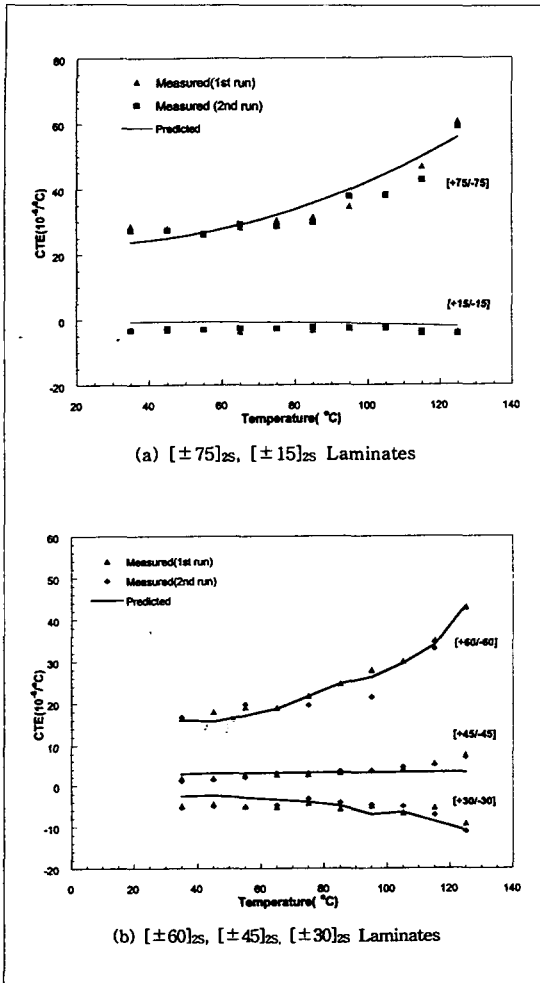 80
60
40
20
0
-20
CTE(10⁻⁶/°C)
▲ Measured(1st run)
■ Measured (2nd run)
— Predicted
[+75/-75]
[+15/-15]
20 40 60 80 100 120 140
Temperature( °C)
(a) [±75]₂S, [±15]₂S Laminates
60
50
40
30
20
10
0
-10
-20
CTE(10⁻⁶/°C)
▲ Measured(1st run)
◆ Measured(2nd run)
— Predicted
[+60/-60]
[+45/-45]
[+30/-30]
0 20 40 60 80 100 120 140
Temperature( °C)
(b) [±60]₂S, [±45]₂S, [±30]₂S Laminates